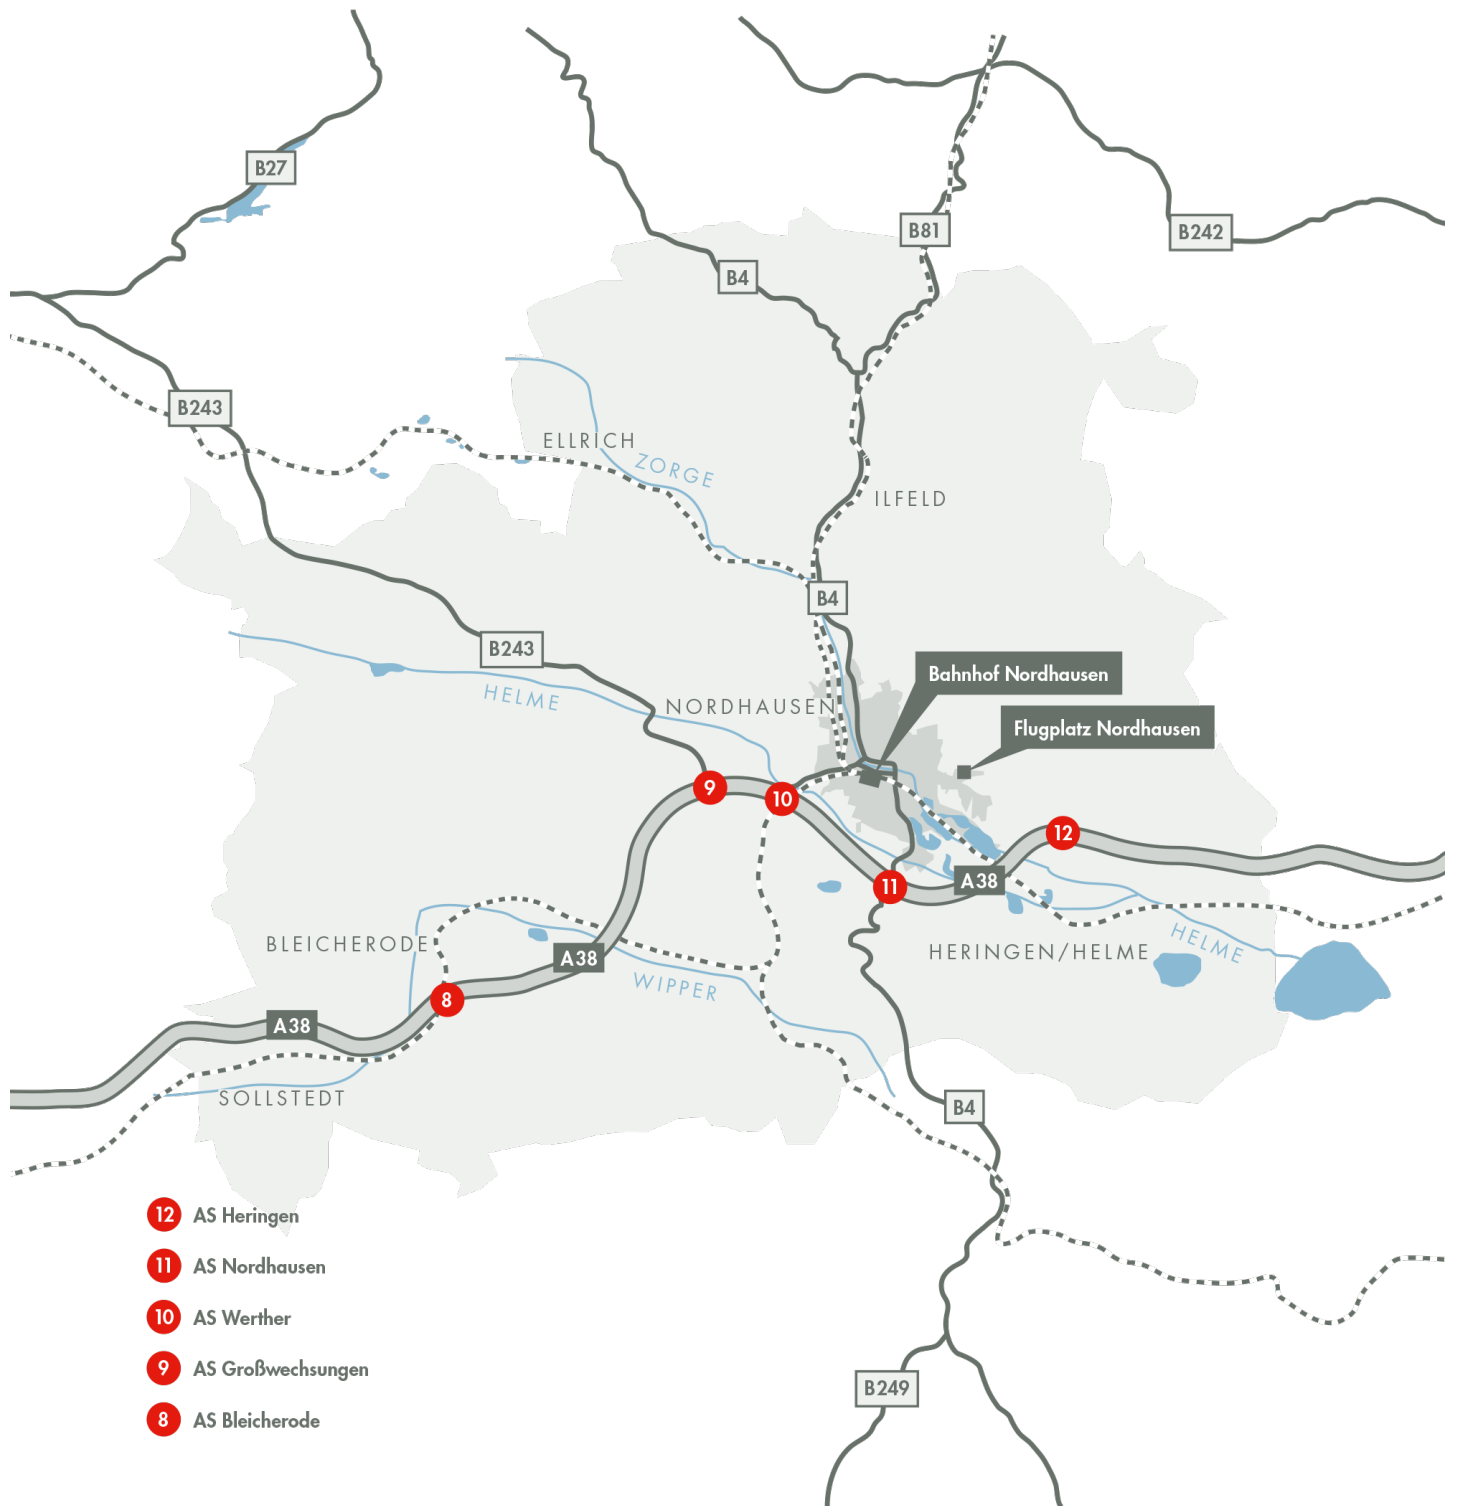 B27
B81
B242
B4
B243
ELLRICH
ZORGE
ILFELD
B4
B243
Bahnhof Nordhausen
HELME
NORDHAUSEN
Flugplatz Nordhausen
9
10
12
11
A38
BLEICHERODE
HERINGEN/HELME
HELME
A38
WIPPER
8
A38
SOLLSTEDT
B4
12 AS Heringen
11 AS Nordhausen
10 AS Werther
9 AS Großwechsungen
8 AS Bleicherode
B249